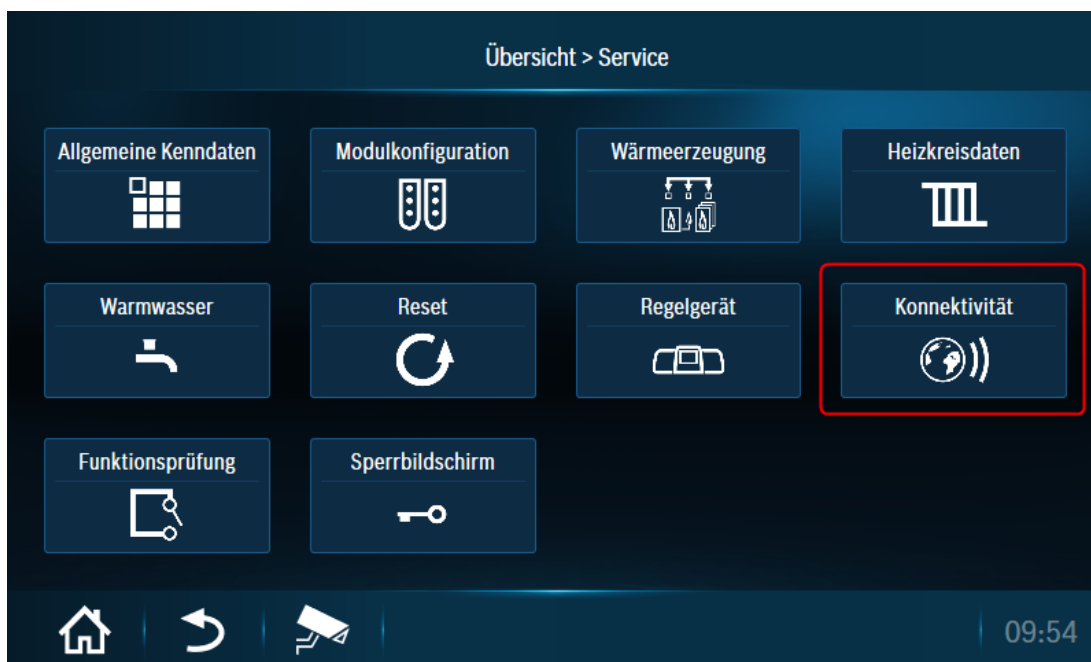 Übersicht > Service
Allgemeine Kenndaten
Modulkonfiguration
Wärmeerzeugung
Heizkreisdaten
Warmwasser
Reset
Regelgerät
Konnektivität
Funktionsprüfung
Sperrbildschirm
09:54